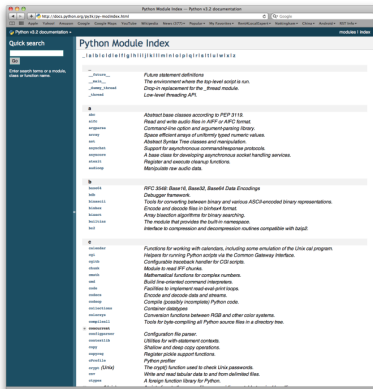 Python Module Index — Python v3.2 documentation
http://docs.python.org/py3k/py-modindex.html
Google
Python v3.2 documentation »
modules | index
Quick search
Go
Enter search terms or a module, class or function name.
Python Module Index
_ | a | b | c | d | e | f | g | h | i | j | k | l | m | n | o | p | q | r | s | t | u | w | x | z
_
__future__ Future statement definitions
__main__ The environment where the top-level script is run.
_dummy_thread Drop-in replacement for the _thread module.
_thread Low-level threading API.
a
abc Abstract base classes according to PEP 3119.
aifc Read and write audio files in AIFF or AIFC format.
argparse Command-line option and argument-parsing library.
array Space efficient arrays of uniformly typed numeric values.
ast Abstract Syntax Tree classes and manipulation.
asynchat Support for asynchronous command/response protocols.
asyncore A base class for developing asynchronous socket handling services.
atexit Register and execute cleanup functions.
audioop Manipulate raw audio data.
b
base64 RFC 3548: Base16, Base32, Base64 Data Encodings
bdb Debugger framework.
binascii Tools for converting between binary and various ASCII-encoded binary representations.
binhex Encode and decode files in binhex4 format.
bisect Array bisection algorithms for binary searching.
builtins The module that provides the built-in namespace.
bz2 Interface to compression and decompression routines compatible with bzip2.
c
calendar Functions for working with calendars, including some emulation of the Unix cal program.
cgi Helpers for running Python scripts via the Common Gateway Interface.
cgitb Configurable traceback handler for CGI scripts.
chunk Module to read IFF chunks.
cmath Mathematical functions for complex numbers.
cmd Build line-oriented command interpreters.
code Facilities to implement read-eval-print loops.
codecs Encode and decode data and streams.
codeop Compile (possibly incomplete) Python code.
collections Container datatypes
colorsys Conversion functions between RGB and other color systems.
compileall Tools for byte-compiling all Python source files in a directory tree.
concurrent
configparser Configuration file parser.
contextlib Utilities for with-statement contexts.
copy Shallow and deep copy operations.
copyreg Register pickle support functions.
cProfile Python profiler
crypt (Unix) The crypt() function used to check Unix passwords.
csv Write and read tabular data to and from delimited files.
ctypes A foreign function library for Python.